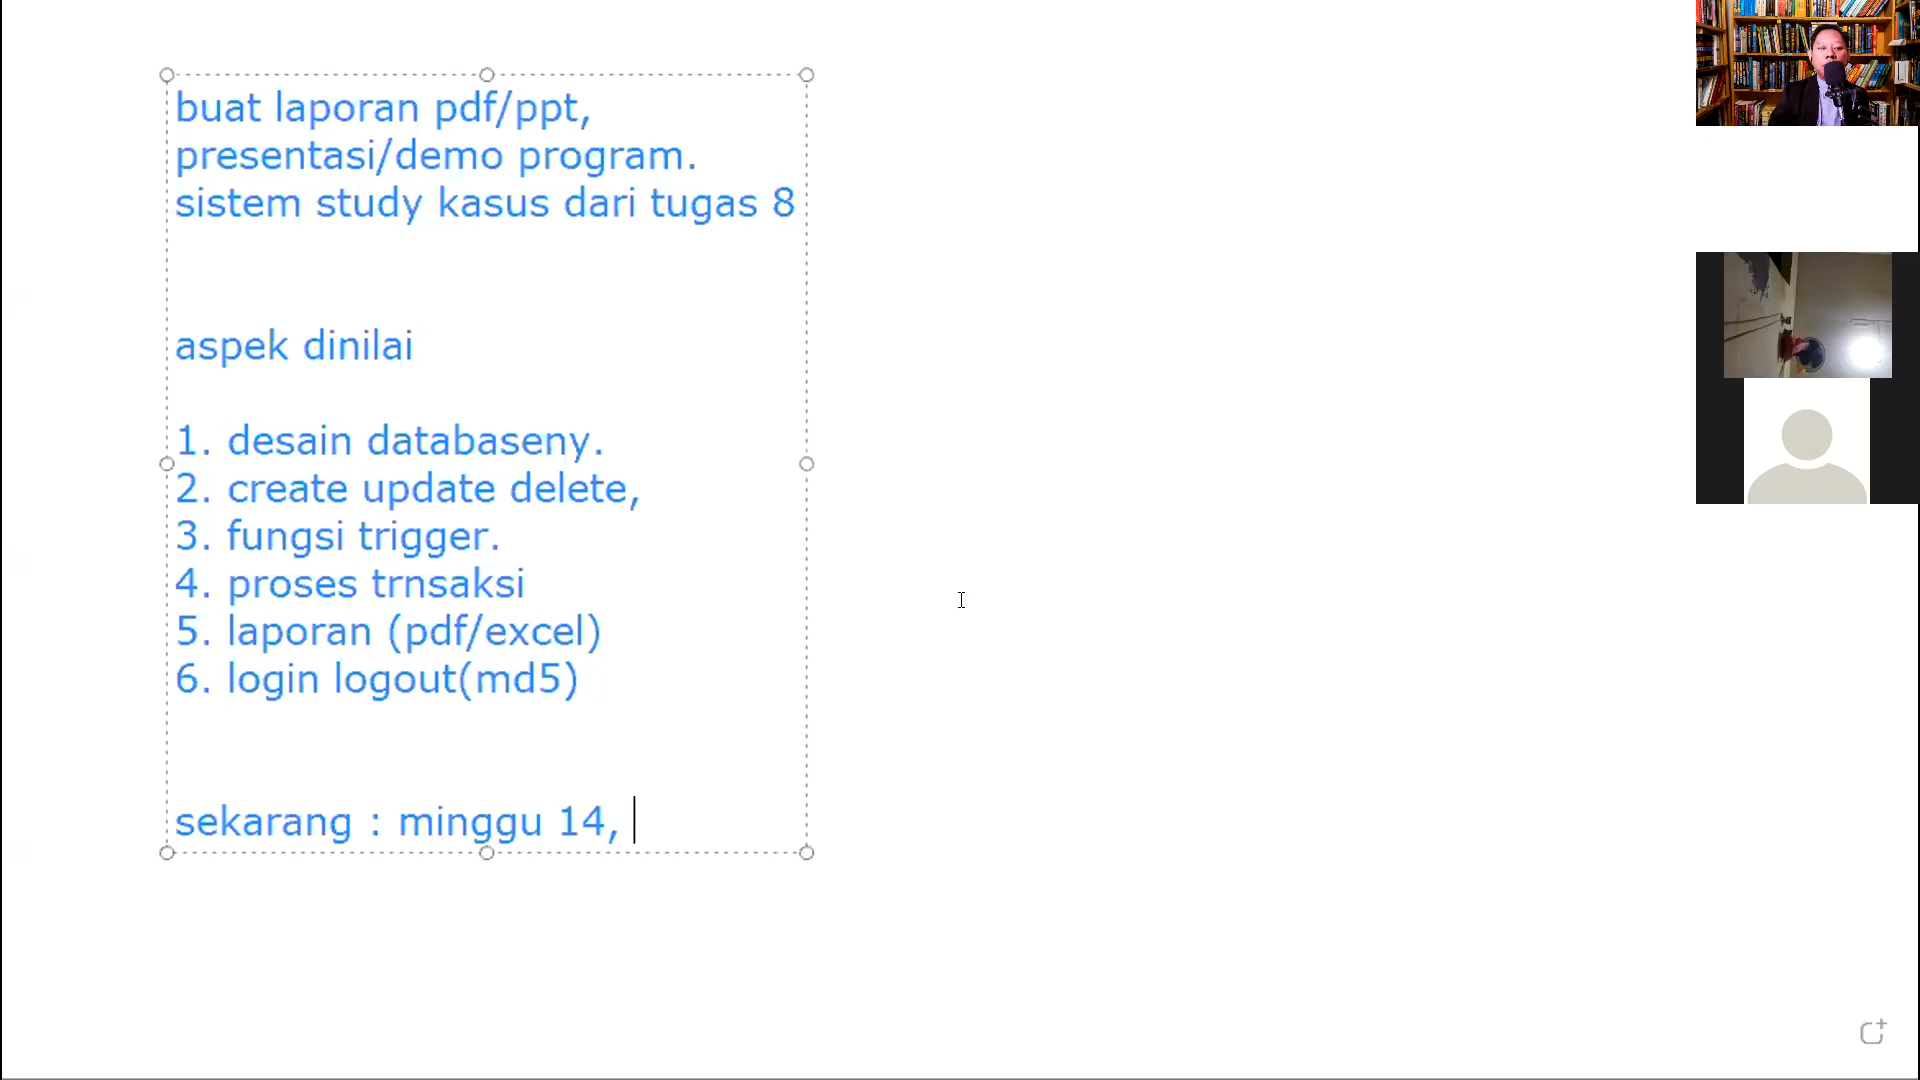 buat laporan pdf/ppt,
presentasi/demo program.
sistem study kasus dari tugas 8
aspek dinilai
1. desain databaseny.
2. create update delete,
3. fungsi trigger.
4. proses trnsaksi
5. laporan (pdf/excel)
6. login logout(md5)
sekarang : minggu 14,